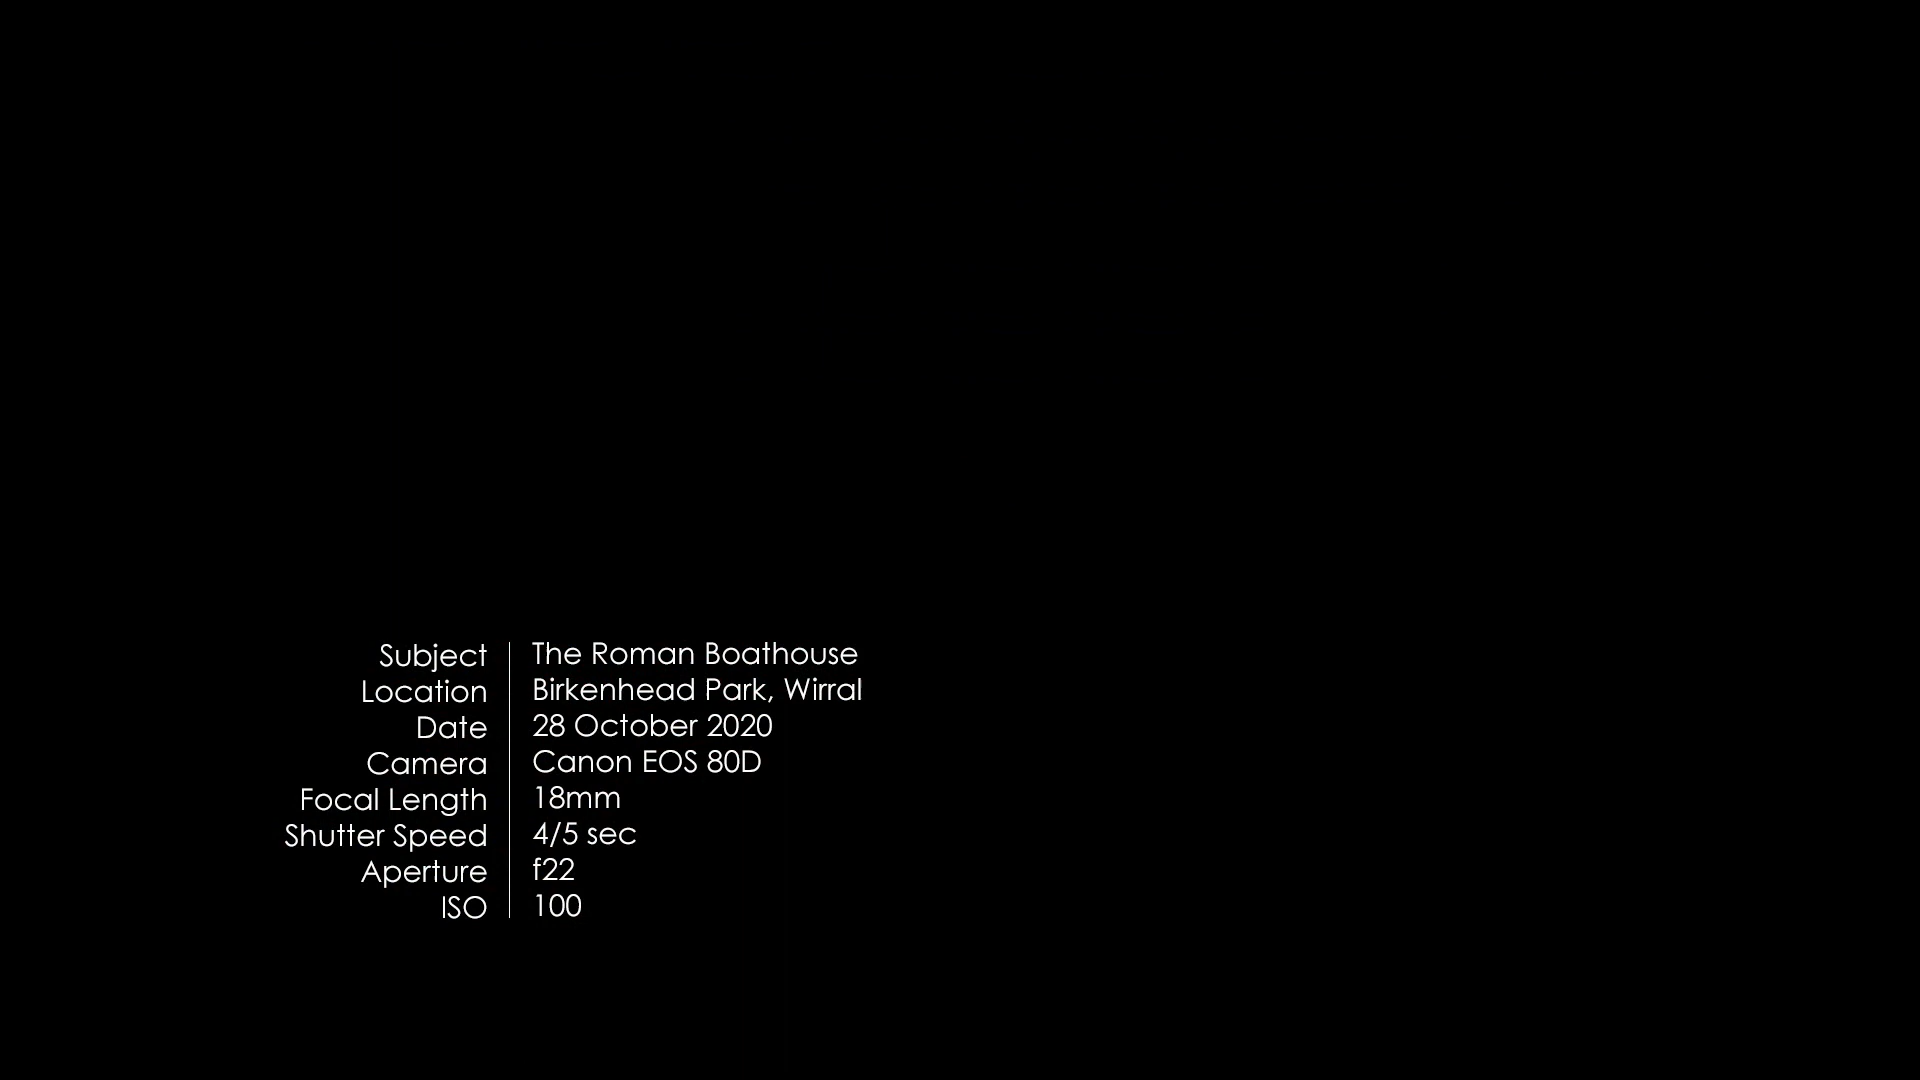 Subject The Roman Boathouse
Location Birkenhead Park, Wirral
Date 28 October 2020
Camera Canon EOS 80D
Focal Length 18mm
Shutter Speed 4/5 sec
Aperture f22
ISO 100